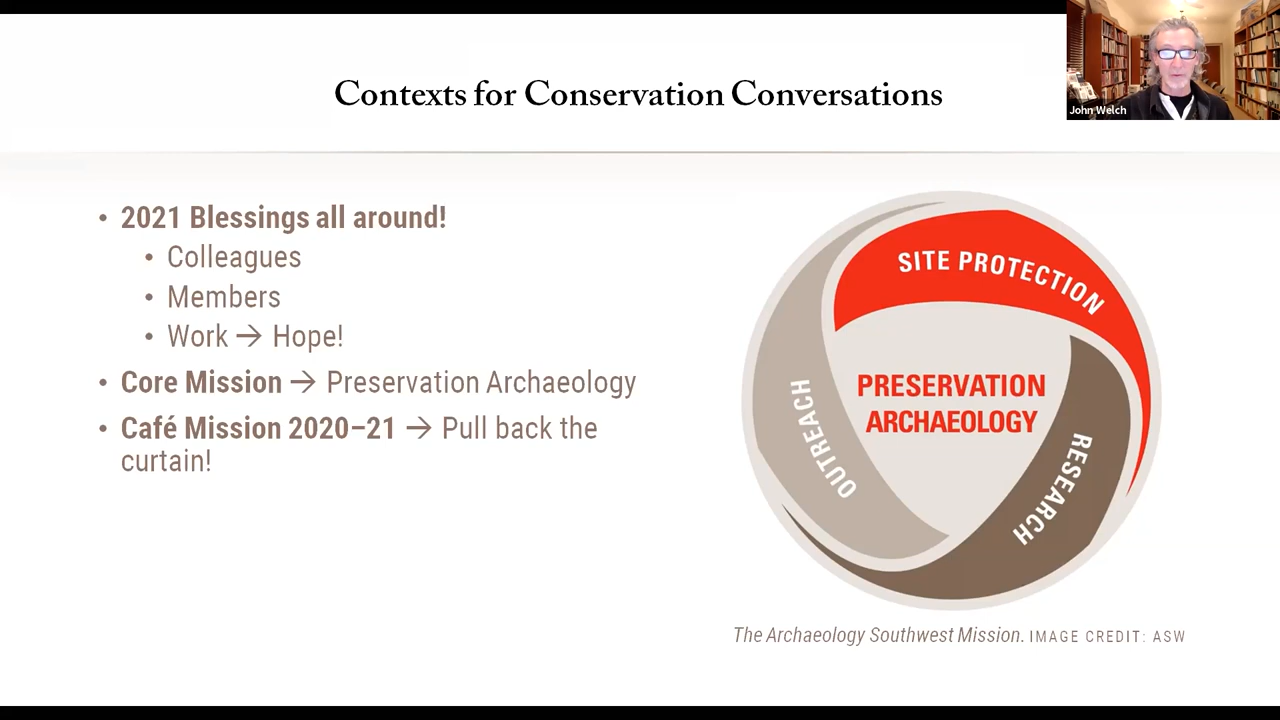 Contexts for Conservation Conversations
John Welch
• 2021 Blessings all around!
• Colleagues
• Members
• Work → Hope!
• Core Mission → Preservation Archaeology
• Café Mission 2020–21 → Pull back the
curtain!
SITE PROTECTION
OUTREACH
PRESERVATION
ARCHAEOLOGY
RESEARCH
The Archaeology Southwest Mission. IMAGE CREDIT: ASW